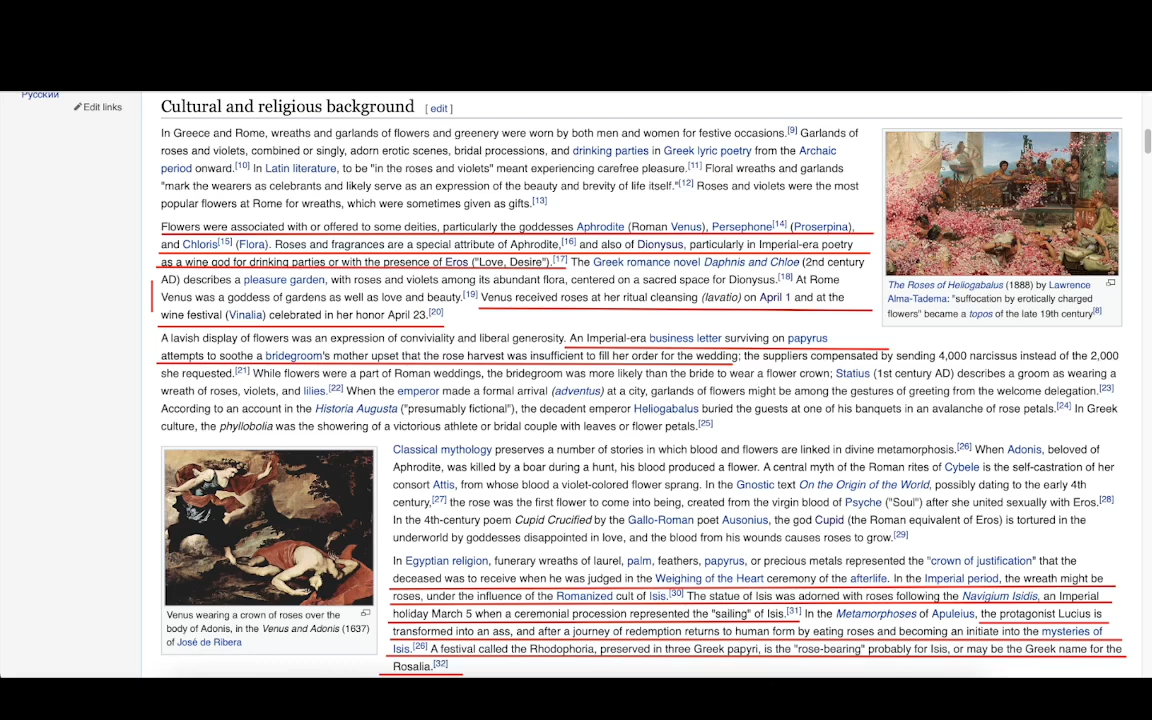 Русский
Edit links
Cultural and religious background [ edit ]
In Greece and Rome, wreaths and garlands of flowers and greenery were worn by both men and women for festive occasions.[9] Garlands of
roses and violets, combined or singly, adorn erotic scenes, bridal processions, and drinking parties in Greek lyric poetry from the Archaic
period onward.[10] In Latin literature, to be "in the roses and violets" meant experiencing carefree pleasure.[11] Floral wreaths and garlands
"mark the wearers as celebrants and likely serve as an expression of the beauty and brevity of life itself."[12] Roses and violets were the most
popular flowers at Rome for wreaths, which were sometimes given as gifts.[13]
Flowers were associated with or offered to some deities, particularly the goddesses Aphrodite (Roman Venus), Persephone[14] (Proserpina),
and Chloris[15] (Flora). Roses and fragrances are a special attribute of Aphrodite,[16] and also of Dionysus, particularly in Imperial-era poetry
as a wine god for drinking parties or with the presence of Eros ("Love, Desire").[17] The Greek romance novel Daphnis and Chloe (2nd century
AD) describes a pleasure garden, with roses and violets among its abundant flora, centered on a sacred space for Dionysus.[18] At Rome
Venus was a goddess of gardens as well as love and beauty.[19] Venus received roses at her ritual cleansing (lavatio) on April 1 and at the
wine festival (Vinalia) celebrated in her honor April 23.[20]
The Roses of Heliogabalus (1888) by Lawrence
Alma-Tadema: "suffocation by erotically charged
flowers" became a topos of the late 19th century[8]
A lavish display of flowers was an expression of conviviality and liberal generosity. An Imperial-era business letter surviving on papyrus
attempts to soothe a bridegroom's mother upset that the rose harvest was insufficient to fill her order for the wedding; the suppliers compensated by sending 4,000 narcissus instead of the 2,000
she requested.[21] While flowers were a part of Roman weddings, the bridegroom was more likely than the bride to wear a flower crown; Statius (1st century AD) describes a groom as wearing a
wreath of roses, violets, and lilies.[22] When the emperor made a formal arrival (adventus) at a city, garlands of flowers might be among the gestures of greeting from the welcome delegation.[23]
According to an account in the Historia Augusta ("presumably fictional"), the decadent emperor Heliogabalus buried the guests at one of his banquets in an avalanche of rose petals.[24] In Greek
culture, the phyllobolia was the showering of a victorious athlete or bridal couple with leaves or flower petals.[25]
Classical mythology preserves a number of stories in which blood and flowers are linked in divine metamorphosis.[26] When Adonis, beloved of
Aphrodite, was killed by a boar during a hunt, his blood produced a flower. A central myth of the Roman rites of Cybele is the self-castration of her
consort Attis, from whose blood a violet-colored flower sprang. In the Gnostic text On the Origin of the World, possibly dating to the early 4th
century,[27] the rose was the first flower to come into being, created from the virgin blood of Psyche ("Soul") after she united sexually with Eros.[28]
In the 4th-century poem Cupid Crucified by the Gallo-Roman poet Ausonius, the god Cupid (the Roman equivalent of Eros) is tortured in the
underworld by goddesses disappointed in love, and the blood from his wounds causes roses to grow.[29]
In Egyptian religion, funerary wreaths of laurel, palm, feathers, papyrus, or precious metals represented the "crown of justification" that the
deceased was to receive when he was judged in the Weighing of the Heart ceremony of the afterlife. In the Imperial period, the wreath might be
roses, under the influence of the Romanized cult of Isis.[30] The statue of Isis was adorned with roses following the Navigium Isidis, an Imperial
holiday March 5 when a ceremonial procession represented the "sailing" of Isis.[31] In the Metamorphoses of Apuleius, the protagonist Lucius is
transformed into an ass, and after a journey of redemption returns to human form by eating roses and becoming an initiate into the mysteries of
Isis.[26] A festival called the Rhodophoria, preserved in three Greek papyri, is the "rose-bearing" probably for Isis, or may be the Greek name for the
Rosalia.[32]
Venus wearing a crown of roses over the
body of Adonis, in the Venus and Adonis (1637)
of José de Ribera